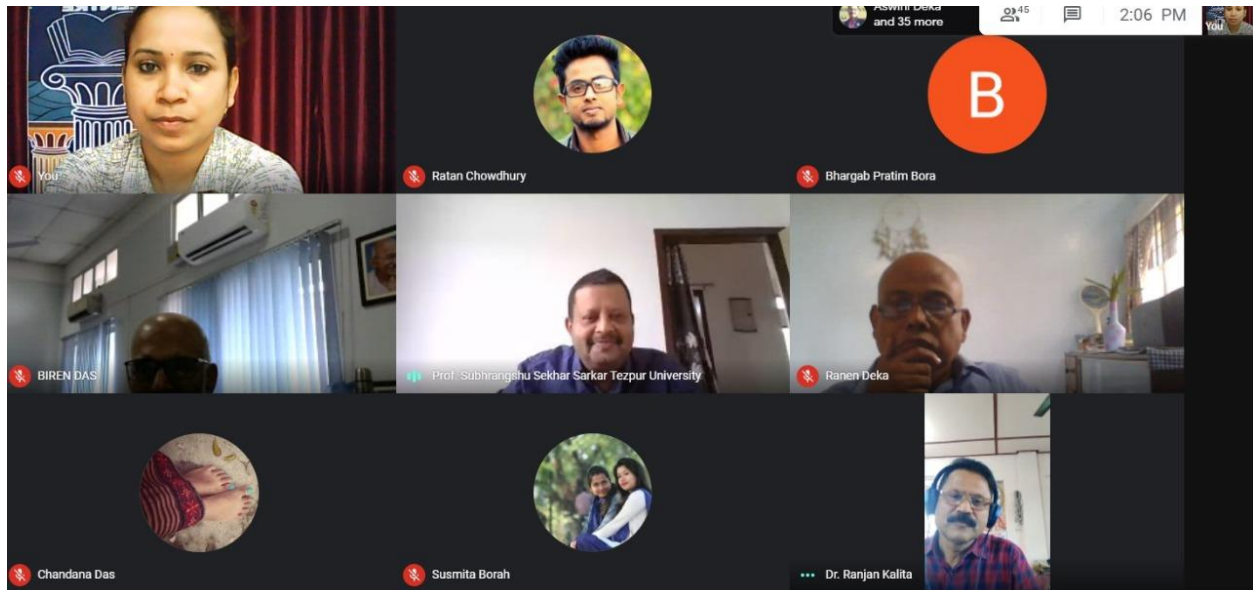 Aswini Deka
and 35 more
45
2:06 PM
You
You
Ratan Chowdhury
B
Bhargab Pratim Bora
BIREN DAS
Prof. Subhrangshu Sekhar Sarkar Tezpur University
Ranen Deka
Chandana Das
Susmita Borah
Dr. Ranjan Kalita